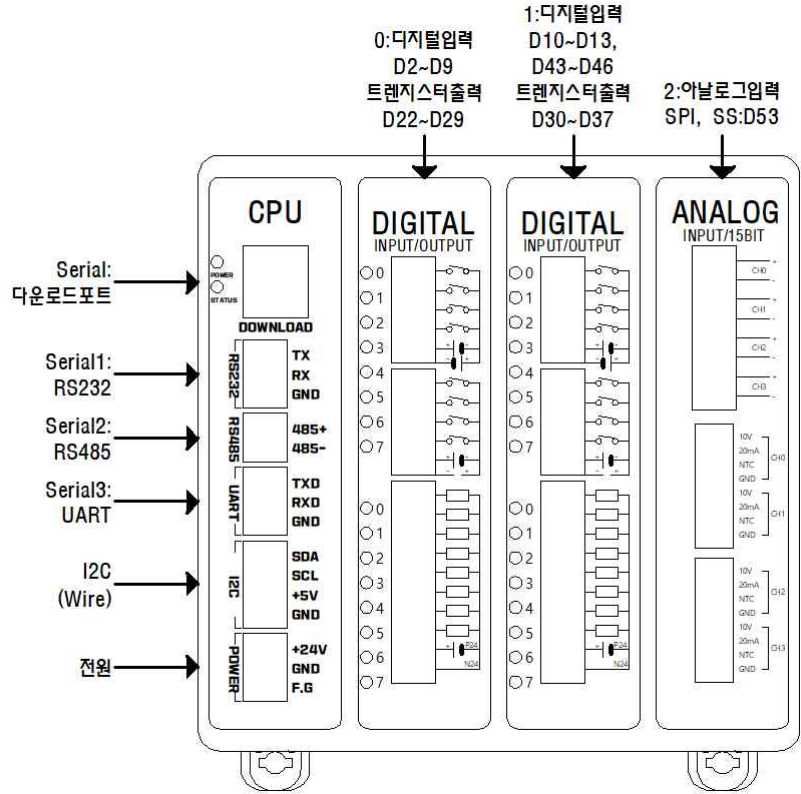 0:디지털입력
D2~D9
트렌지스터출력
D22~D29
1:디지털입력
D10~D13,
D43~D46
트렌지스터출력
D30~D37
2:아날로그입력
SPI, SS:D53
Serial:
다운로드포트
Serial1:
RS232
Serial2:
RS485
Serial3:
UART
I2C
(Wire)
전원
CPU
POWER
STATUS
DOWNLOAD
RS232
TX
RX
GND
RS485
485+
485-
UART
TXD
RXD
GND
I2C
SDA
SCL
+5V
GND
POWER
+24V
GND
F.G
DIGITAL
INPUT/OUTPUT
0
1
2
3
4
5
6
7
+ -
+ -
+ -
0
1
2
3
4
5
6
7
+ P24
N24
DIGITAL
INPUT/OUTPUT
0
1
2
3
4
5
6
7
+ -
+ -
+ -
0
1
2
3
4
5
6
7
+ P24
N24
ANALOG
INPUT/15BIT
+
CH0
-
+
CH1
-
+
CH2
-
+
CH3
-
10V
20mA
NTC
GND
CH0
10V
20mA
NTC
GND
CH1
10V
20mA
NTC
GND
CH2
10V
20mA
NTC
GND
CH3